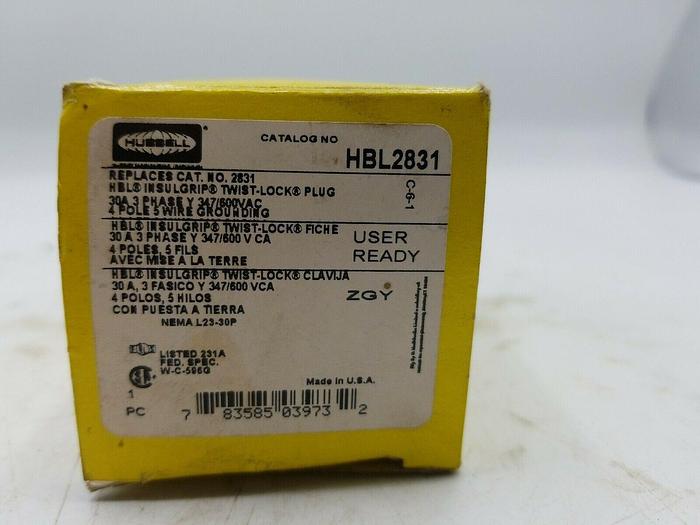 HUBBELL
CATALOG NO
HBL2831
REPLACES CAT. NO. 2831
HBL® INSULGRIP® TWIST-LOCK® PLUG
30A 3 PHASE Y 347/600VAC
4 POLE 5 WIRE GROUNDING
C-6-1
HBL® INSULGRIP® TWIST-LOCK® FICHE
30 A 3 PHASE Y 347/600 V CA
4 POLES, 5 FILS
AVEC MISE A LA TERRE
USER
READY
HBL® INSULGRIP® TWIST-LOCK® CLAVIJA
30 A, 3 FASICO Y 347/600 VCA
4 POLOS, 5 HILOS
CON PUESTA A TIERRA
NEMA L23-30P
ZGY
LISTED 231A
FED. SPEC.
W-C-596G
Made in U.S.A.
1
PC
7 83585 03973 2